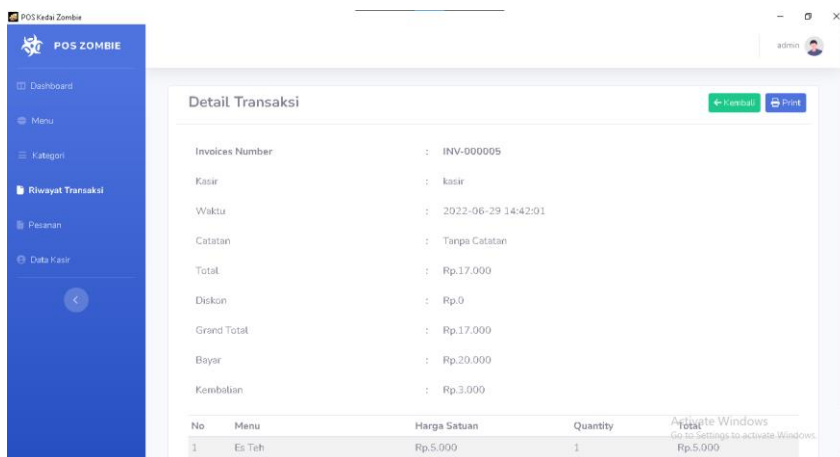 POS Kedai Zombie
POS ZOMBIE
admin
Dashboard
Menu
Kategori
Riwayat Transaksi
Pesanan
Data Kasir
Detail Transaksi
Kembali
Print
Invoices Number : INV-000005
Kasir : kasir
Waktu : 2022-06-29 14:42:01
Catatan : Tanpa Catatan
Total : Rp.17.000
Diskon : Rp.0
Grand Total : Rp.17.000
Bayar : Rp.20.000
Kembalian : Rp.3.000
No Menu Harga Satuan Quantity Total
1 Es Teh Rp.5.000 1 Rp.5.000
Activate Windows
Go to Settings to activate Windows.